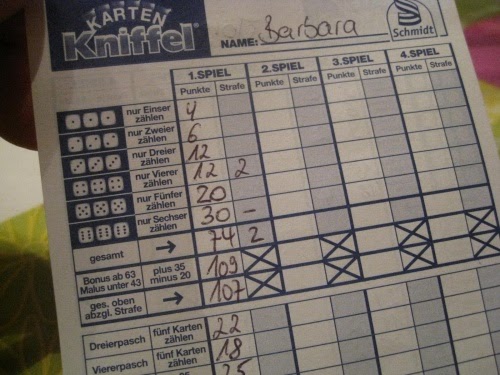 KARTEN
Kniffel®
NAME: Barbara
Schmidt
1.SPIEL 2.SPIEL 3.SPIEL 4.SPIEL
Punkte Strafe Punkte Strafe Punkte Strafe Punkte Strafe
nur Einser zählen 4
nur Zweier zählen 6
nur Dreier zählen 12
nur Vierer zählen 12 2
nur Fünfer zählen 20
nur Sechser zählen 30 –
gesamt → 74 2
Bonus ab 63 plus 35 109
Malus unter 43 minus 20
ges. oben abzgl. Strafe → 107
Dreierpasch fünf Karten zählen 22
Viererpasch fünf Karten zählen 18